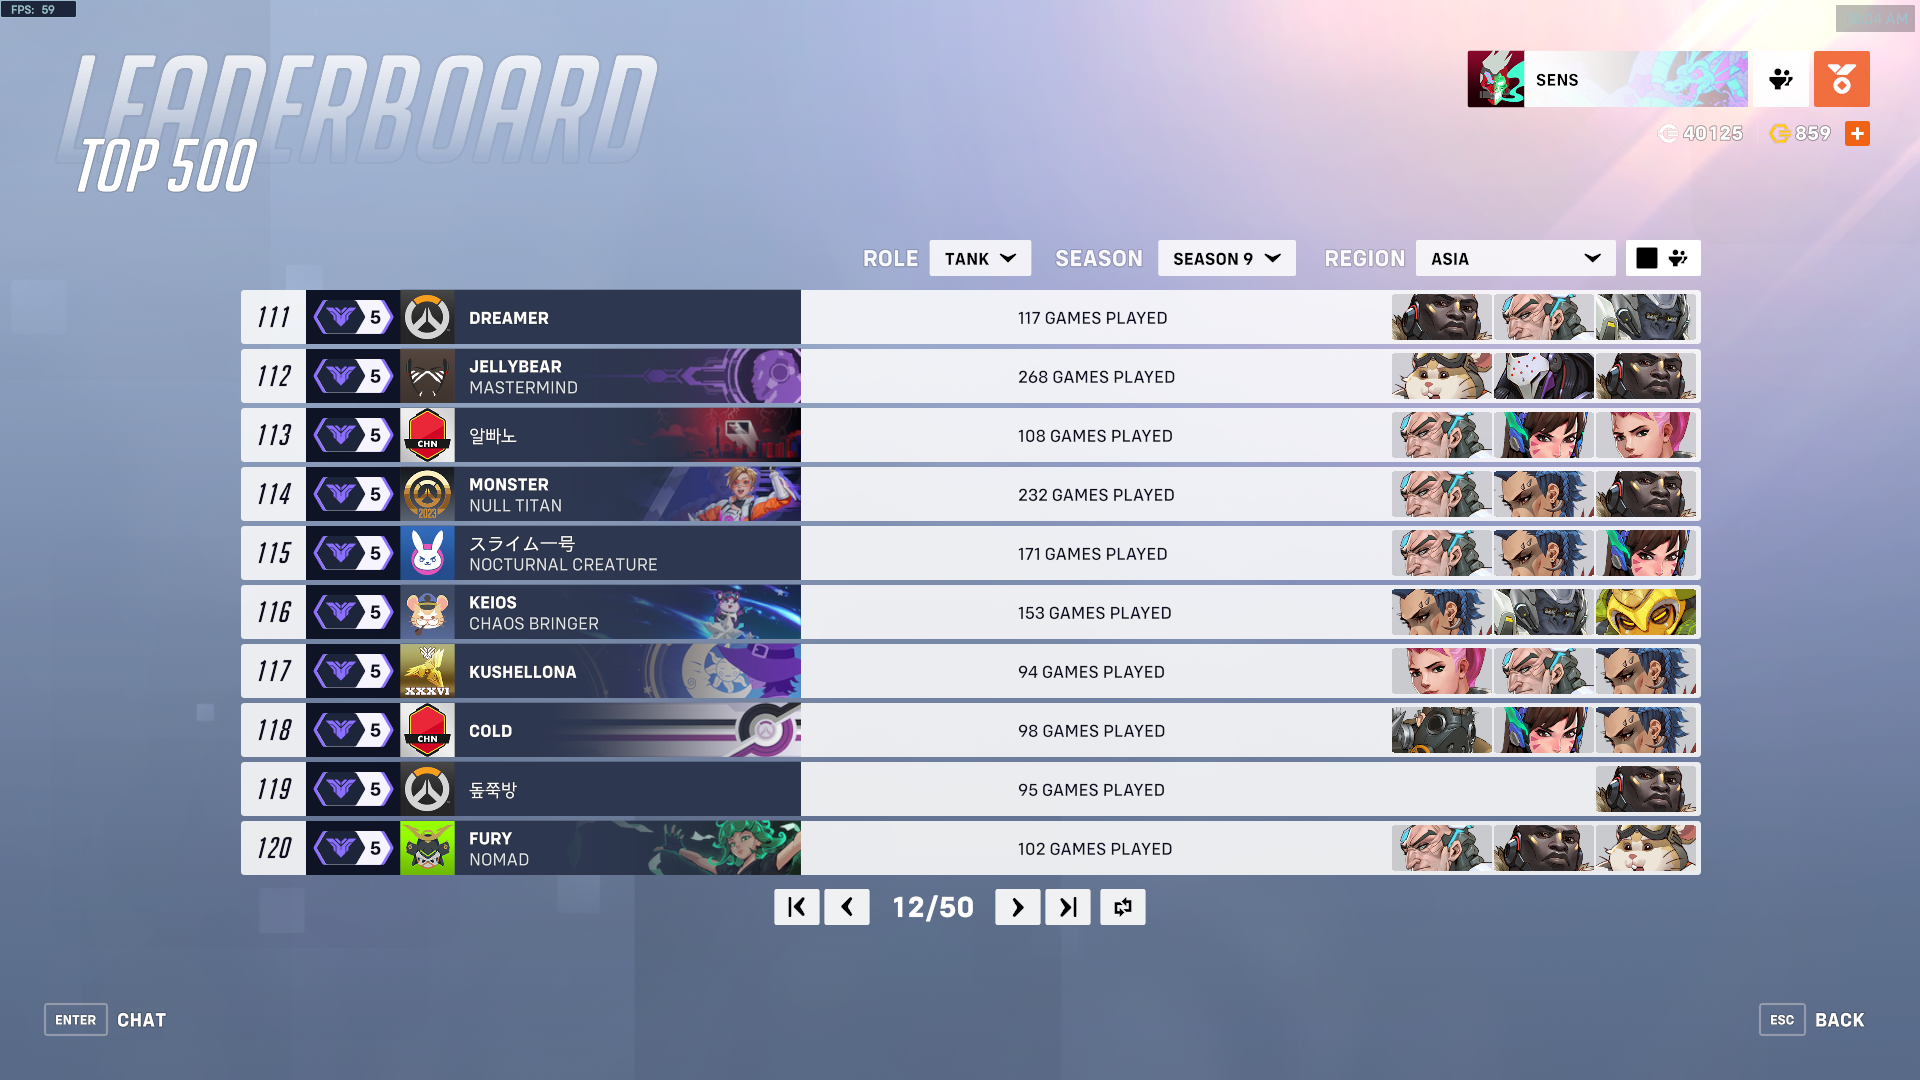 FPS: 59
LEADERBOARD
TOP 500
SENS
40125
859
ROLE
TANK
SEASON
SEASON 9
REGION
ASIA
111
5
DREAMER
117 GAMES PLAYED
112
5
JELLYBEAR
MASTERMIND
268 GAMES PLAYED
113
5
CHN
알빠노
108 GAMES PLAYED
114
5
2023
MONSTER
NULL TITAN
232 GAMES PLAYED
115
5
スライム一号
NOCTURNAL CREATURE
171 GAMES PLAYED
116
5
KEIOS
CHAOS BRINGER
153 GAMES PLAYED
117
5
XXXVI
KUSHELLONA
94 GAMES PLAYED
118
5
CHN
COLD
98 GAMES PLAYED
119
5
돞쭉방
95 GAMES PLAYED
120
5
FURY
NOMAD
102 GAMES PLAYED
12/50
ENTER
CHAT
ESC
BACK